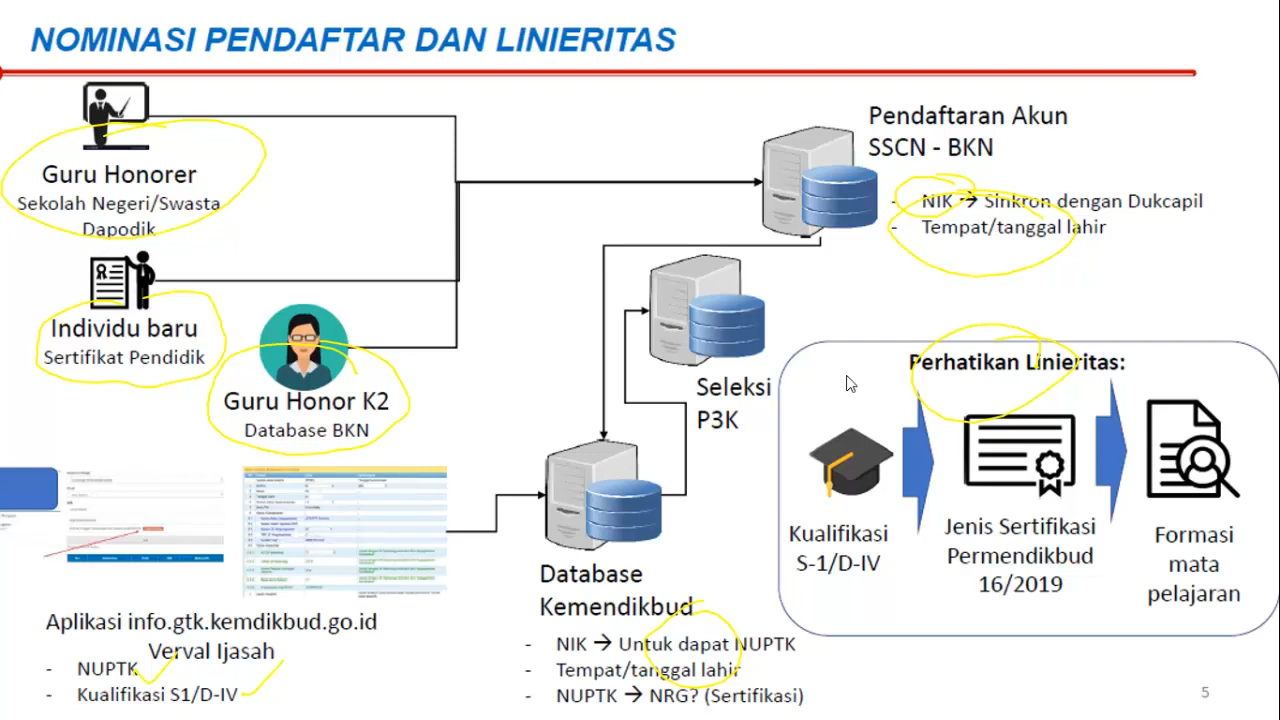 NOMINASI PENDAFTAR DAN LINIERITAS
Guru Honorer
Sekolah Negeri/Swasta
Dapodik
Individu baru
Sertifikat Pendidik
Guru Honor K2
Database BKN
Pendaftaran Akun
SSCN - BKN
- NIK → Sinkron dengan Dukcapil
- Tempat/tanggal lahir
Seleksi
P3K
Perhatikan Linieritas:
Kualifikasi
S-1/D-IV
Jenis Sertifikasi
Permendikbud
16/2019
Formasi
mata
pelajaran
Aplikasi info.gtk.kemdikbud.go.id
Verval Ijasah
- NUPTK
- Kualifikasi S1/D-IV
Database
Kemendikbud
- NIK → Untuk dapat NUPTK
- Tempat/tanggal lahir
- NUPTK → NRG? (Sertifikasi)
5